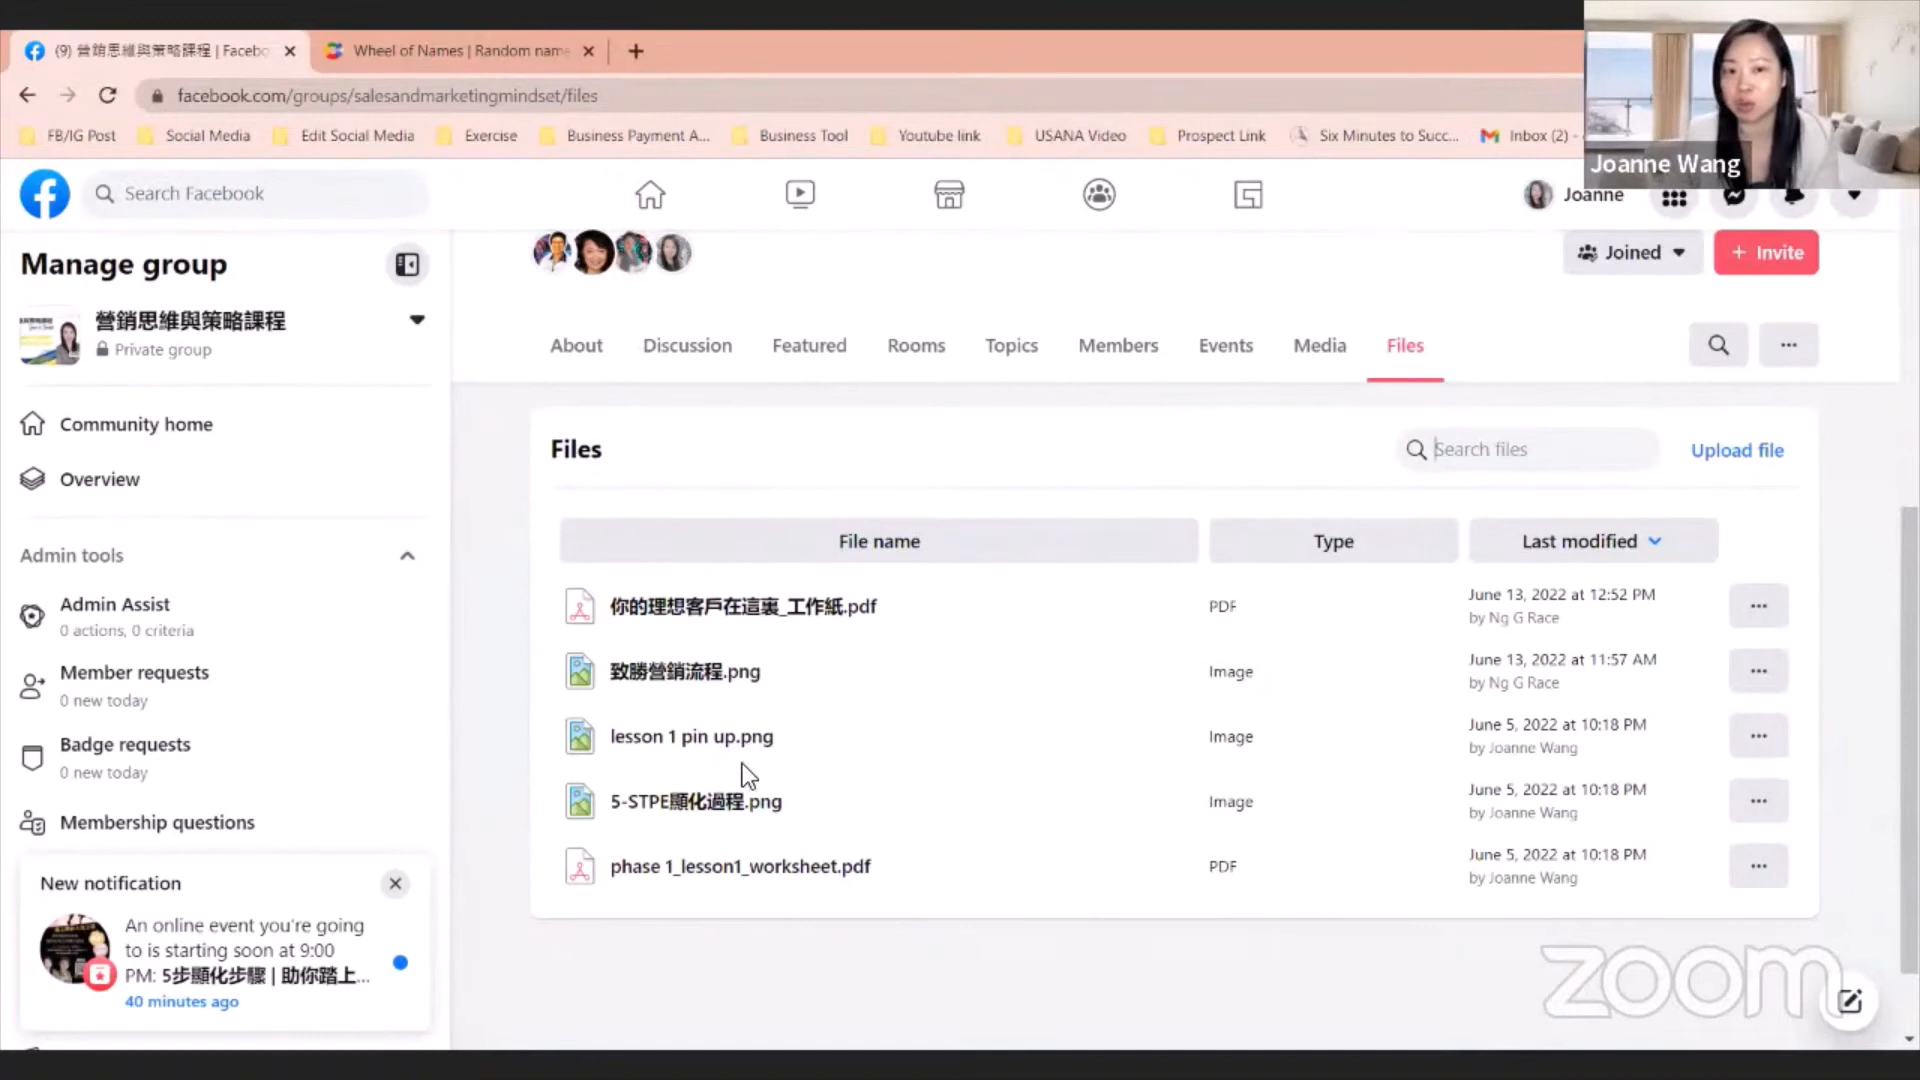 (9) 營銷思維與策略課程 | Facebo
Wheel of Names | Random name
facebook.com/groups/salesandmarketingmindset/files
FB/IG Post
Social Media
Edit Social Media
Exercise
Business Payment A...
Business Tool
Youtube link
USANA Video
Prospect Link
Six Minutes to Succ...
Inbox (2) -
Joanne Wang
Search Facebook
Joanne
Manage group
營銷思維與策略課程
Private group
Community home
Overview
Admin tools
Admin Assist
0 actions, 0 criteria
Member requests
0 new today
Badge requests
0 new today
Membership questions
New notification
An online event you're going
to is starting soon at 9:00
PM: 5步顯化步驟 | 助你踏上...
40 minutes ago
Joined
+ Invite
About
Discussion
Featured
Rooms
Topics
Members
Events
Media
Files
Files
Search files
Upload file
File name
Type
Last modified
你的理想客戶在這裏_工作紙.pdf
PDF
June 13, 2022 at 12:52 PM
by Ng G Race
致勝營銷流程.png
Image
June 13, 2022 at 11:57 AM
by Ng G Race
lesson 1 pin up.png
Image
June 5, 2022 at 10:18 PM
by Joanne Wang
5-STPE顯化過程.png
Image
June 5, 2022 at 10:18 PM
by Joanne Wang
phase 1_lesson1_worksheet.pdf
PDF
June 5, 2022 at 10:18 PM
by Joanne Wang
zoom